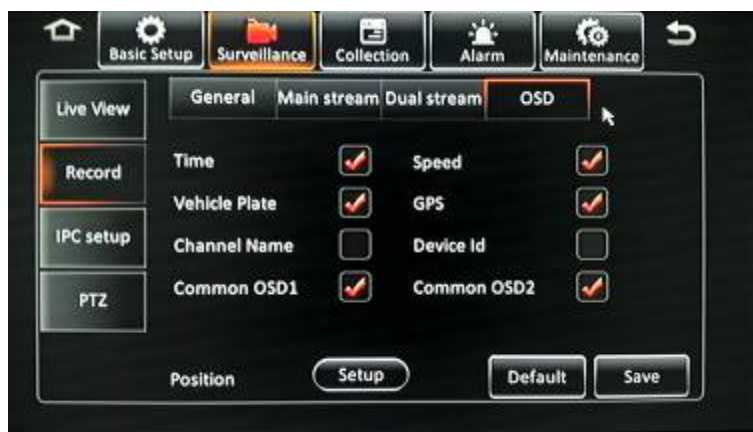 Basic Setup Surveillance Collection Alarm Maintenance
General Main stream Dual stream OSD
Live View
Record
IPC setup
PTZ
Time Speed
Vehicle Plate GPS
Channel Name Device Id
Common OSD1 Common OSD2
Position Setup Default Save